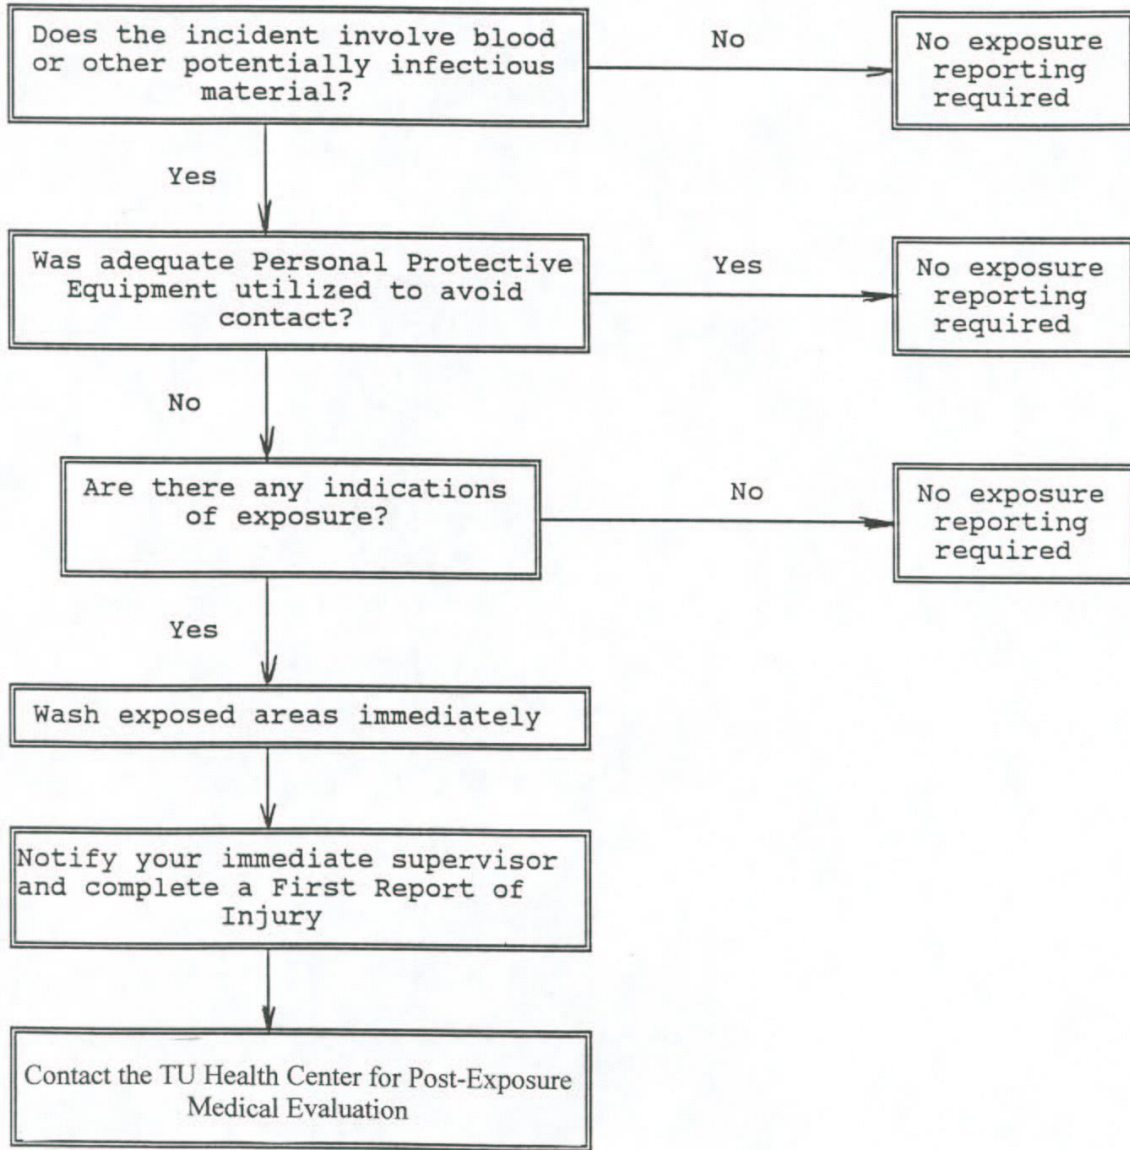 Does the incident involve blood
or other potentially infectious
material?
No
No exposure
reporting
required
Yes
Was adequate Personal Protective
Equipment utilized to avoid
contact?
Yes
No exposure
reporting
required
No
Are there any indications
of exposure?
No
No exposure
reporting
required
Yes
Wash exposed areas immediately
Notify your immediate supervisor
and complete a First Report of
Injury
Contact the TU Health Center for Post-Exposure
Medical Evaluation